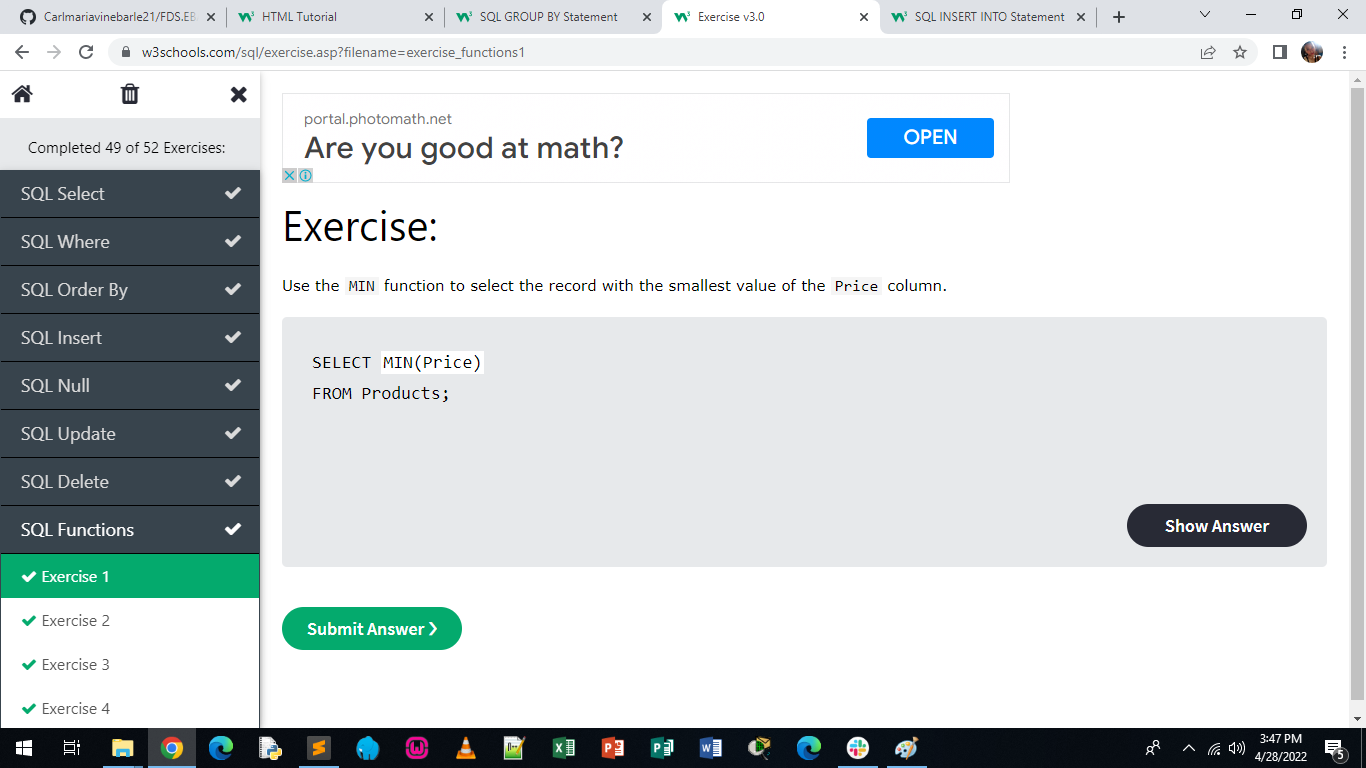 Carlmariavinebarle21/FDS.EB
HTML Tutorial
SQL GROUP BY Statement
Exercise v3.0
SQL INSERT INTO Statement
w3schools.com/sql/exercise.asp?filename=exercise_functions1
Completed 49 of 52 Exercises:
SQL Select
SQL Where
SQL Order By
SQL Insert
SQL Null
SQL Update
SQL Delete
SQL Functions
Exercise 1
Exercise 2
Exercise 3
Exercise 4
portal.photomath.net
Are you good at math?
OPEN
Exercise:
Use the MIN function to select the record with the smallest value of the Price column.
SELECT MIN(Price)
FROM Products;
Show Answer
Submit Answer ❯
3:47 PM
4/28/2022
5